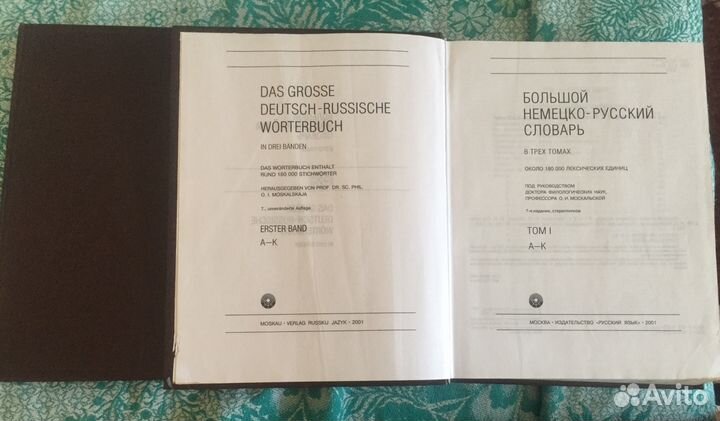 DAS GROSSE
DEUTSCH-RUSSISCHE
WÖRTERBUCH
IN DREI BÄNDEN
DAS WÖRTERBUCH ENTHÄLT
RUND 180 000 STICHWÖRTER
HERAUSGEGEBEN VON PROF. DR. SC. PHIL.
O. I. MOSKALSKAJA
7., unveränderte Auflage
ERSTER BAND
A–K
MOSKAU · VERLAG RUSSKIJ JAZYK · 2001
БОЛЬШОЙ
НЕМЕЦКО-РУССКИЙ
СЛОВАРЬ
В ТРЕХ ТОМАХ
ОКОЛО 180 000 ЛЕКСИЧЕСКИХ ЕДИНИЦ
ПОД РУКОВОДСТВОМ
ДОКТОРА ФИЛОЛОГИЧЕСКИХ НАУК,
ПРОФЕССОРА О.И. МОСКАЛЬСКОЙ
7-е издание, стереотипное
ТОМ I
А–К
МОСКВА · ИЗДАТЕЛЬСТВО «РУССКИЙ ЯЗЫК» · 2001
Avito